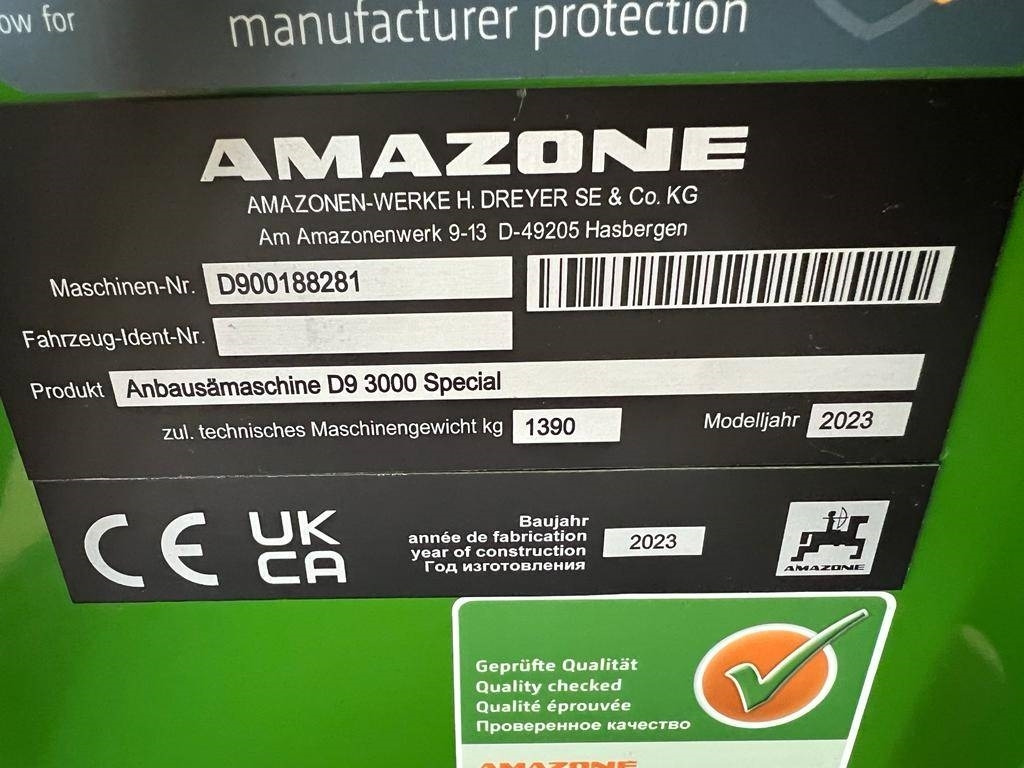 ow for
manufacturer protection
AMAZONE
AMAZONEN-WERKE H. DREYER SE & Co. KG
Am Amazonenwerk 9-13 D-49205 Hasbergen
Maschinen-Nr. D900188281
Fahrzeug-Ident-Nr.
Produkt Anbausämaschine D9 3000 Special
zul. technisches Maschinengewicht kg 1390 Modelljahr 2023
CE
UK
CA
Baujahr
année de fabrication
year of construction
Год изготовления
2023
AMAZONE
Geprüfte Qualität
Quality checked
Qualité éprouvée
Проверенное качество
AMAZONE